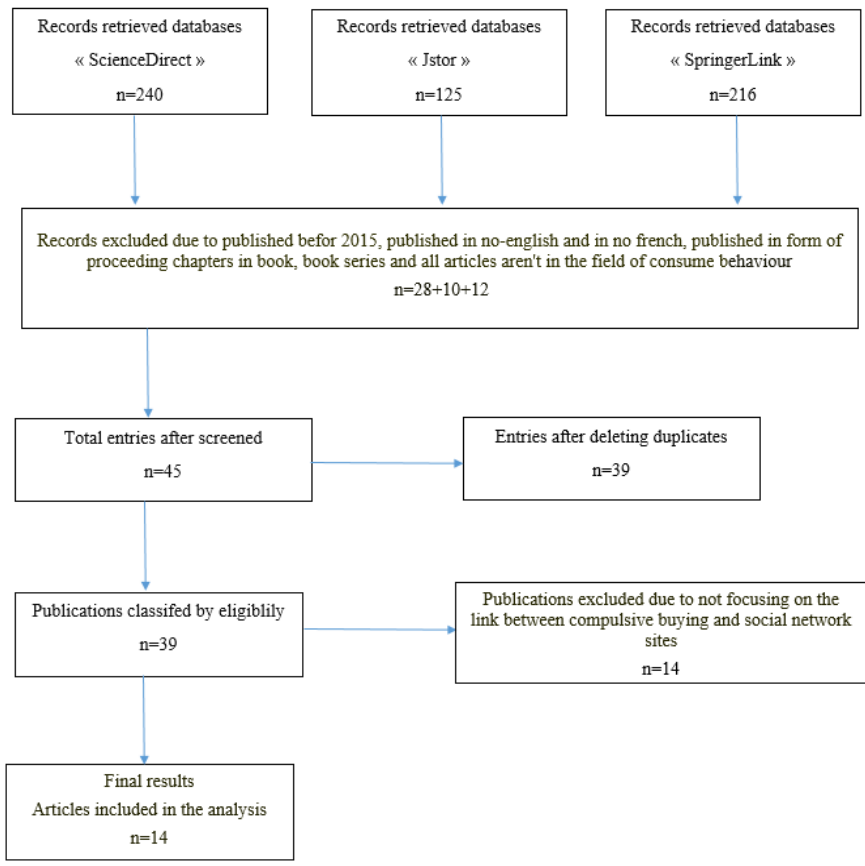 Records retrieved databases
« ScienceDirect »
n=240
Records retrieved databases
« Jstor »
n=125
Records retrieved databases
« SpringerLink »
n=216
Records excluded due to published befor 2015, published in no-english and in no french, published in form of
proceeding chapters in book, book series and all articles aren't in the field of consume behaviour
n=28+10+12
Total entries after screened
n=45
Entries after deleting duplicates
n=39
Publications classifed by eligiblily
n=39
Publications excluded due to not focusing on the
link between compulsive buying and social network
sites
n=14
Final results
Articles included in the analysis
n=14